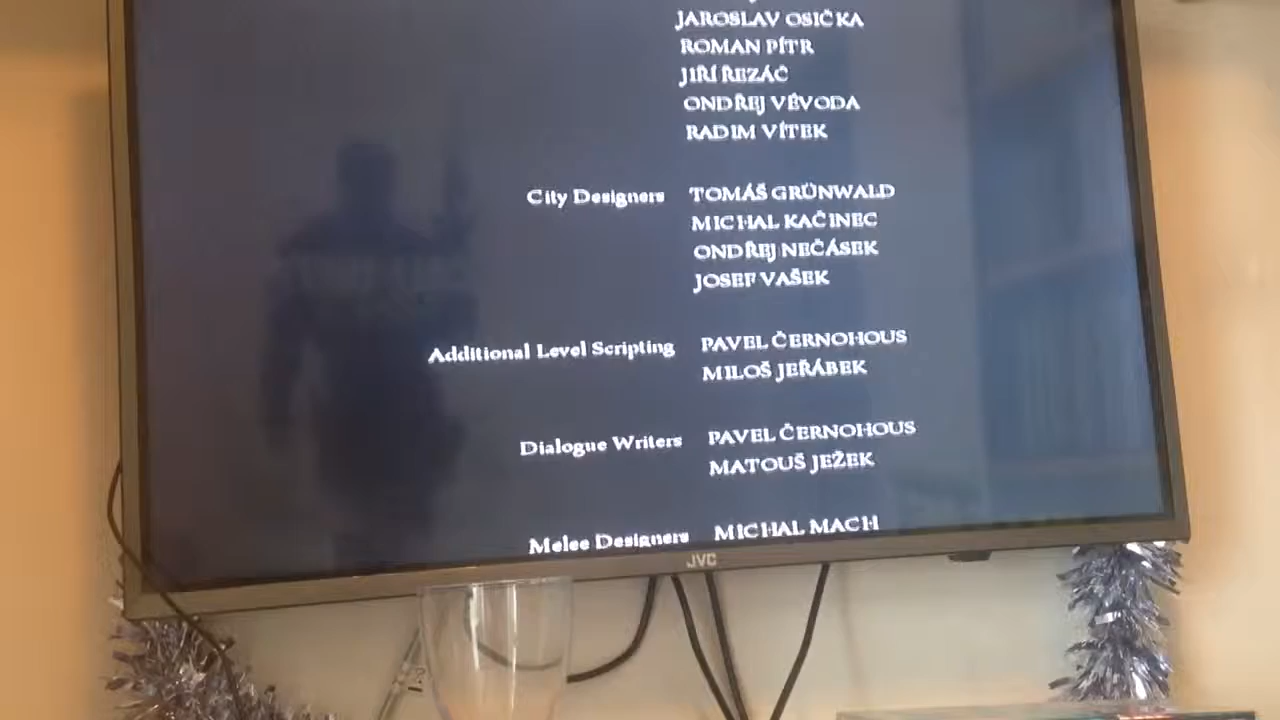 JAROSLAV OSIČKA
ROMAN PÍTR
JIŘÍ ŘEZÁČ
ONDŘEJ VÉVODA
RADIM VÍTEK
City Designers TOMÁŠ GRÜNWALD
MICHAL KAČINEC
ONDŘEJ NEČÁSEK
JOSEF VAŠEK
Additional Level Scripting PAVEL ČERNOHOUS
MILOŠ JEŘÁBEK
Dialogue Writers PAVEL ČERNOHOUS
MATOUŠ JEŽEK
Melee Designers MICHAL MACH
JVC